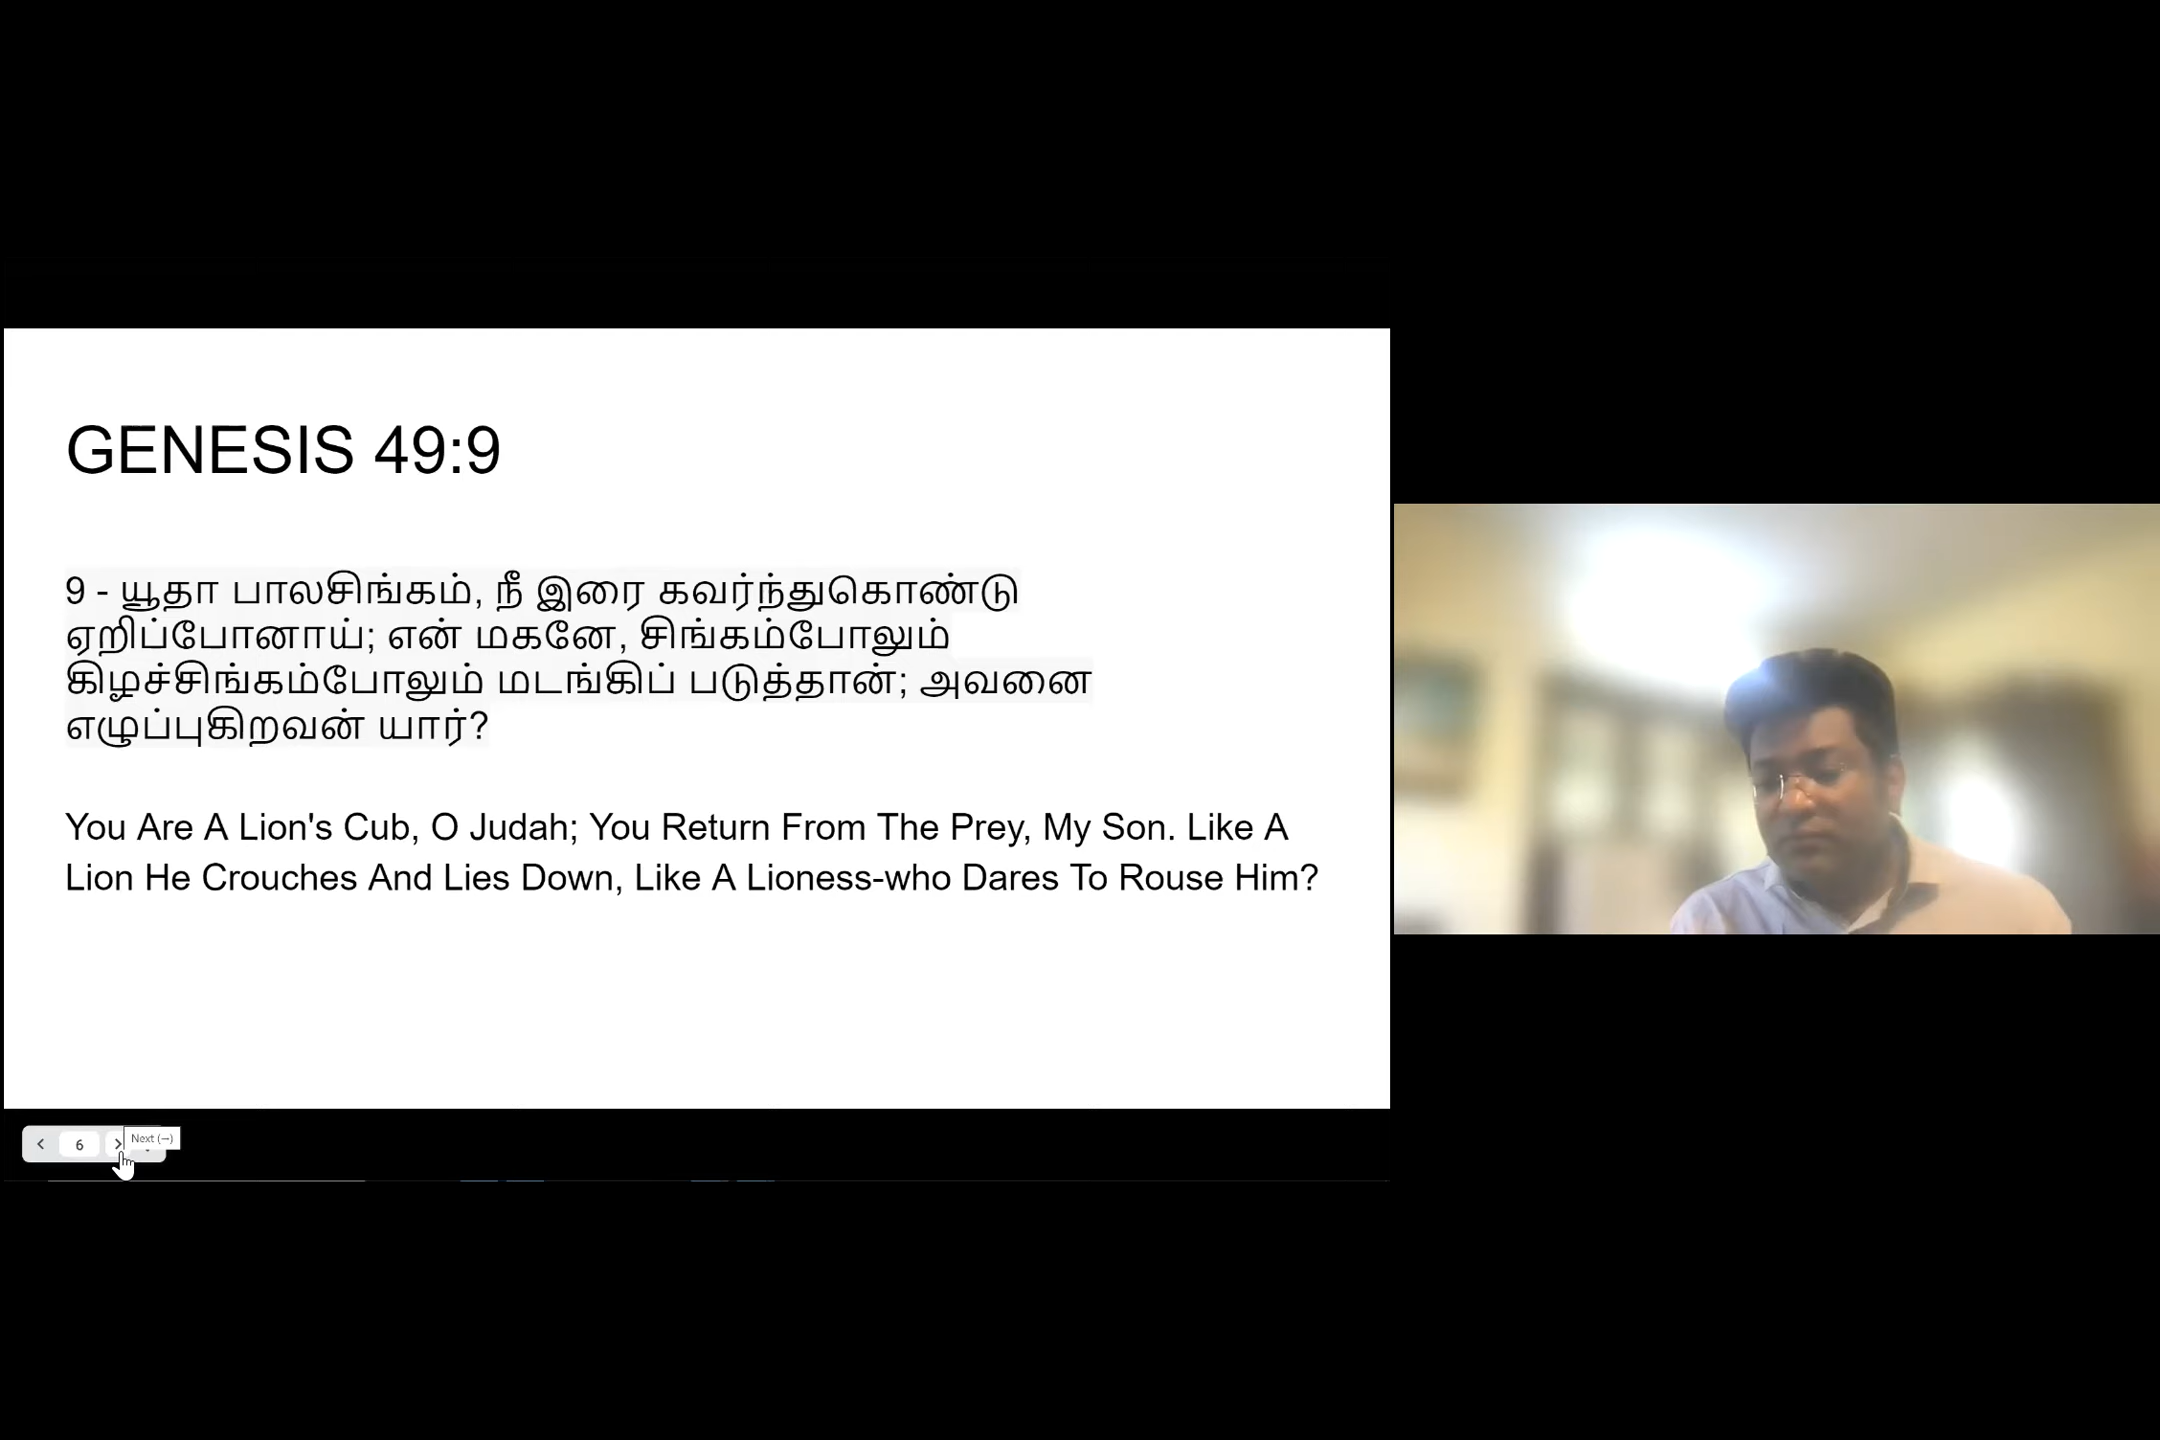 GENESIS 49:9
9 - யூதா பாலசிங்கம், நீ இரை கவர்ந்துகொண்டு
ஏறிப்போனாய்; என் மகனே, சிங்கம்போலும்
கிழச்சிங்கம்போலும் மடங்கிப் படுத்தான்; அவனை
எழுப்புகிறவன் யார்?
You Are A Lion's Cub, O Judah; You Return From The Prey, My Son. Like A
Lion He Crouches And Lies Down, Like A Lioness-who Dares To Rouse Him?
6
Next (→)